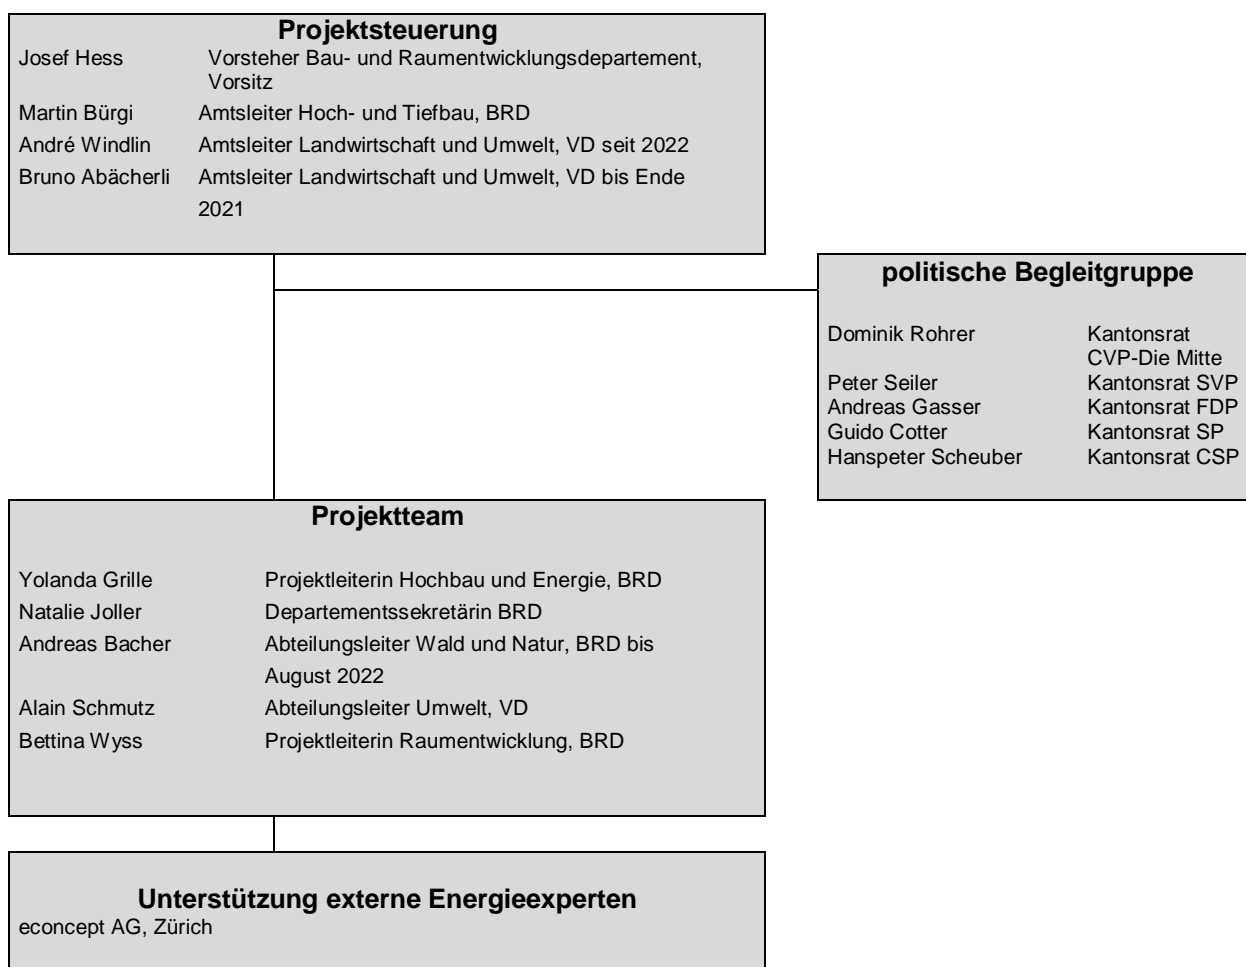 Projektsteuerung
Josef Hess Vorsteher Bau- und Raumentwicklungsdepartement,
Vorsitz
Martin Bürgi Amtsleiter Hoch- und Tiefbau, BRD
André Windlin Amtsleiter Landwirtschaft und Umwelt, VD seit 2022
Bruno Abächerli Amtsleiter Landwirtschaft und Umwelt, VD bis Ende
2021
politische Begleitgruppe
Dominik Rohrer Kantonsrat
CVP-Die Mitte
Peter Seiler Kantonsrat SVP
Andreas Gasser Kantonsrat FDP
Guido Cotter Kantonsrat SP
Hanspeter Scheuber Kantonsrat CSP
Projektteam
Yolanda Grille Projektleiterin Hochbau und Energie, BRD
Natalie Joller Departementssekretärin BRD
Andreas Bacher Abteilungsleiter Wald und Natur, BRD bis
August 2022
Alain Schmutz Abteilungsleiter Umwelt, VD
Bettina Wyss Projektleiterin Raumentwicklung, BRD
Unterstützung externe Energieexperten
econcept AG, Zürich